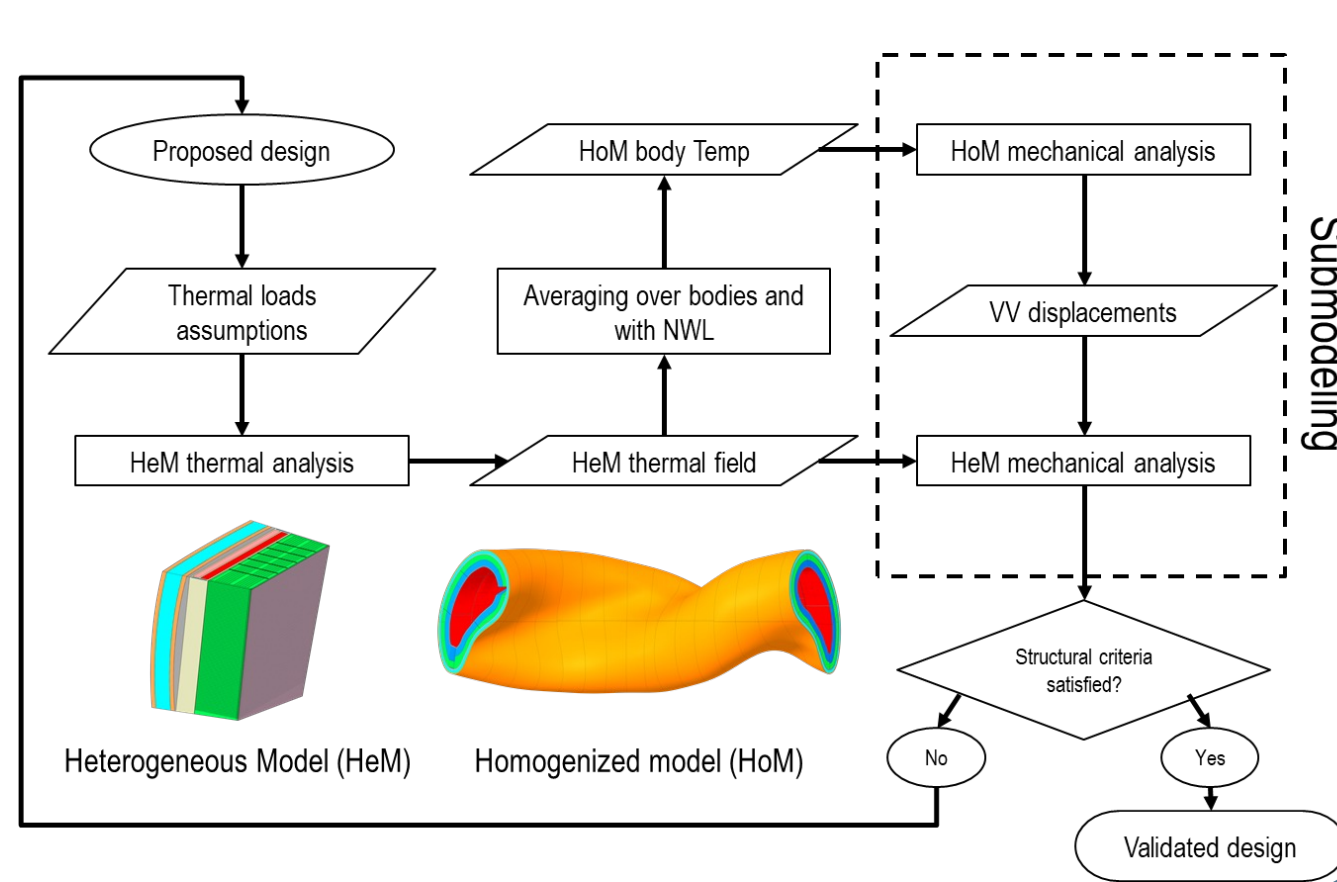 Proposed design
Thermal loads
assumptions
HeM thermal analysis
HoM body Temp
Averaging over bodies and
with NWL
HeM thermal field
HoM mechanical analysis
VV displacements
HeM mechanical analysis
Submodeling
Structural criteria
satisfied?
No
Yes
Validated design
Heterogeneous Model (HeM)
Homogenized model (HoM)